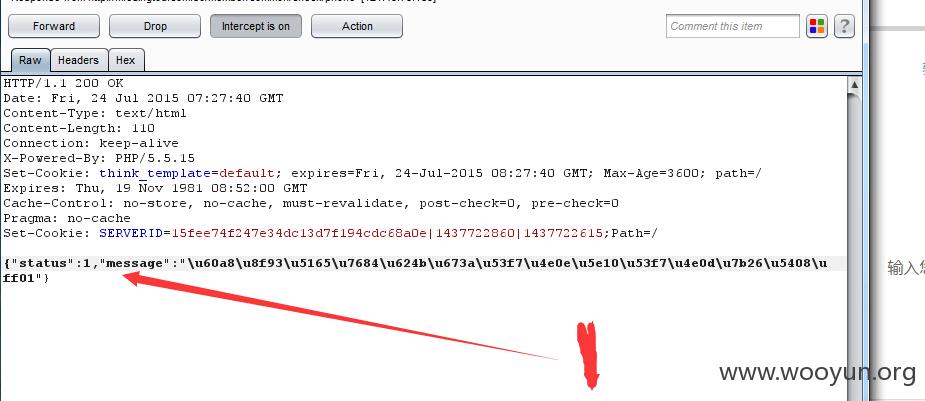 Forward
Drop
Intercept is on
Action
Comment this item
?
Raw
Headers
Hex
HTTP/1.1 200 OK
Date: Fri, 24 Jul 2015 07:27:40 GMT
Content-Type: text/html
Content-Length: 110
Connection: keep-alive
X-Powered-By: PHP/5.5.15
Set-Cookie: think_template=default; expires=Fri, 24-Jul-2015 08:27:40 GMT; Max-Age=3600; path=/
Expires: Thu, 19 Nov 1981 08:52:00 GMT
Cache-Control: no-store, no-cache, must-revalidate, post-check=0, pre-check=0
Pragma: no-cache
Set-Cookie: SERVERID=15fee74f247e34dc13d7f194cdc68a0e|1437722860|1437722615;Path=/
{"status":1,"message":"\u60a8\u8f93\u5165\u7684\u624b\u673a\u53f7\u4e0e\u5e10\u53f7\u4e0d\u7b26\u5408\u
ff01"}
输入
www.wooyun.org